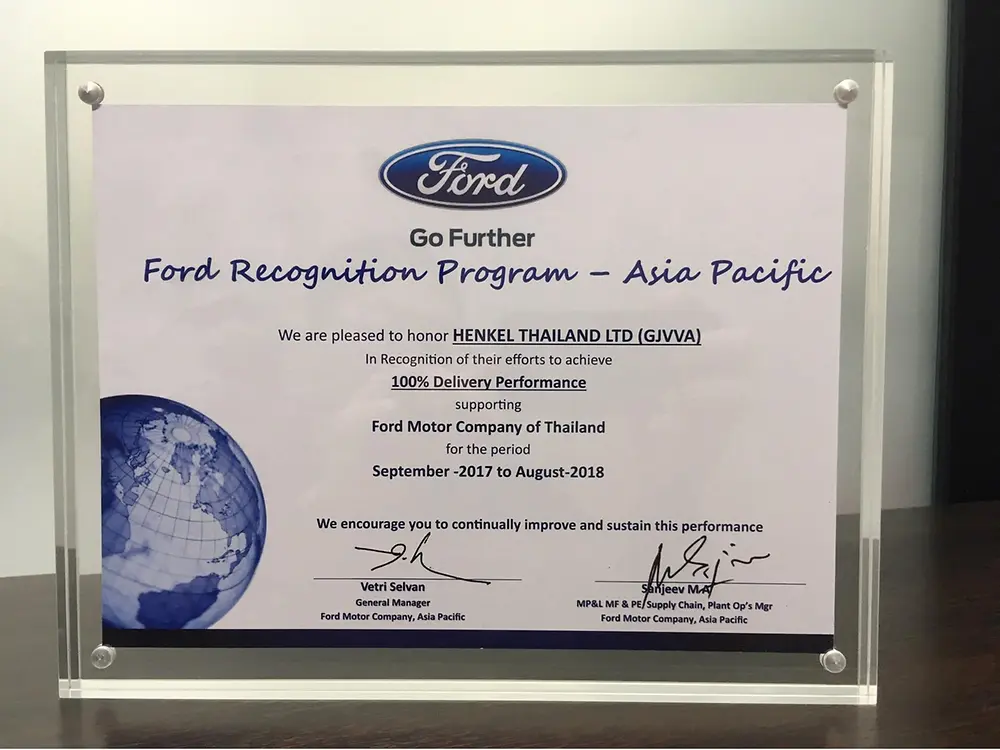 Ford
Go Further
Ford Recognition Program – Asia Pacific
We are pleased to honor HENKEL THAILAND LTD (GJVVA)
In Recognition of their efforts to achieve
100% Delivery Performance
supporting
Ford Motor Company of Thailand
for the period
September -2017 to August-2018
We encourage you to continually improve and sustain this performance
Vetri Selvan
General Manager
Ford Motor Company, Asia Pacific
Sanjeev M.A
MP&L MF & PE/Supply Chain, Plant Op's Mgr
Ford Motor Company, Asia Pacific